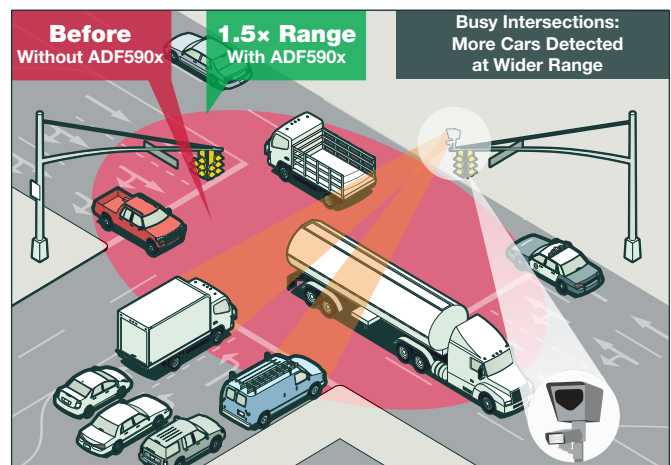 Before
Without ADF590x
1.5× Range
With ADF590x
Busy Intersections:
More Cars Detected
at Wider Range